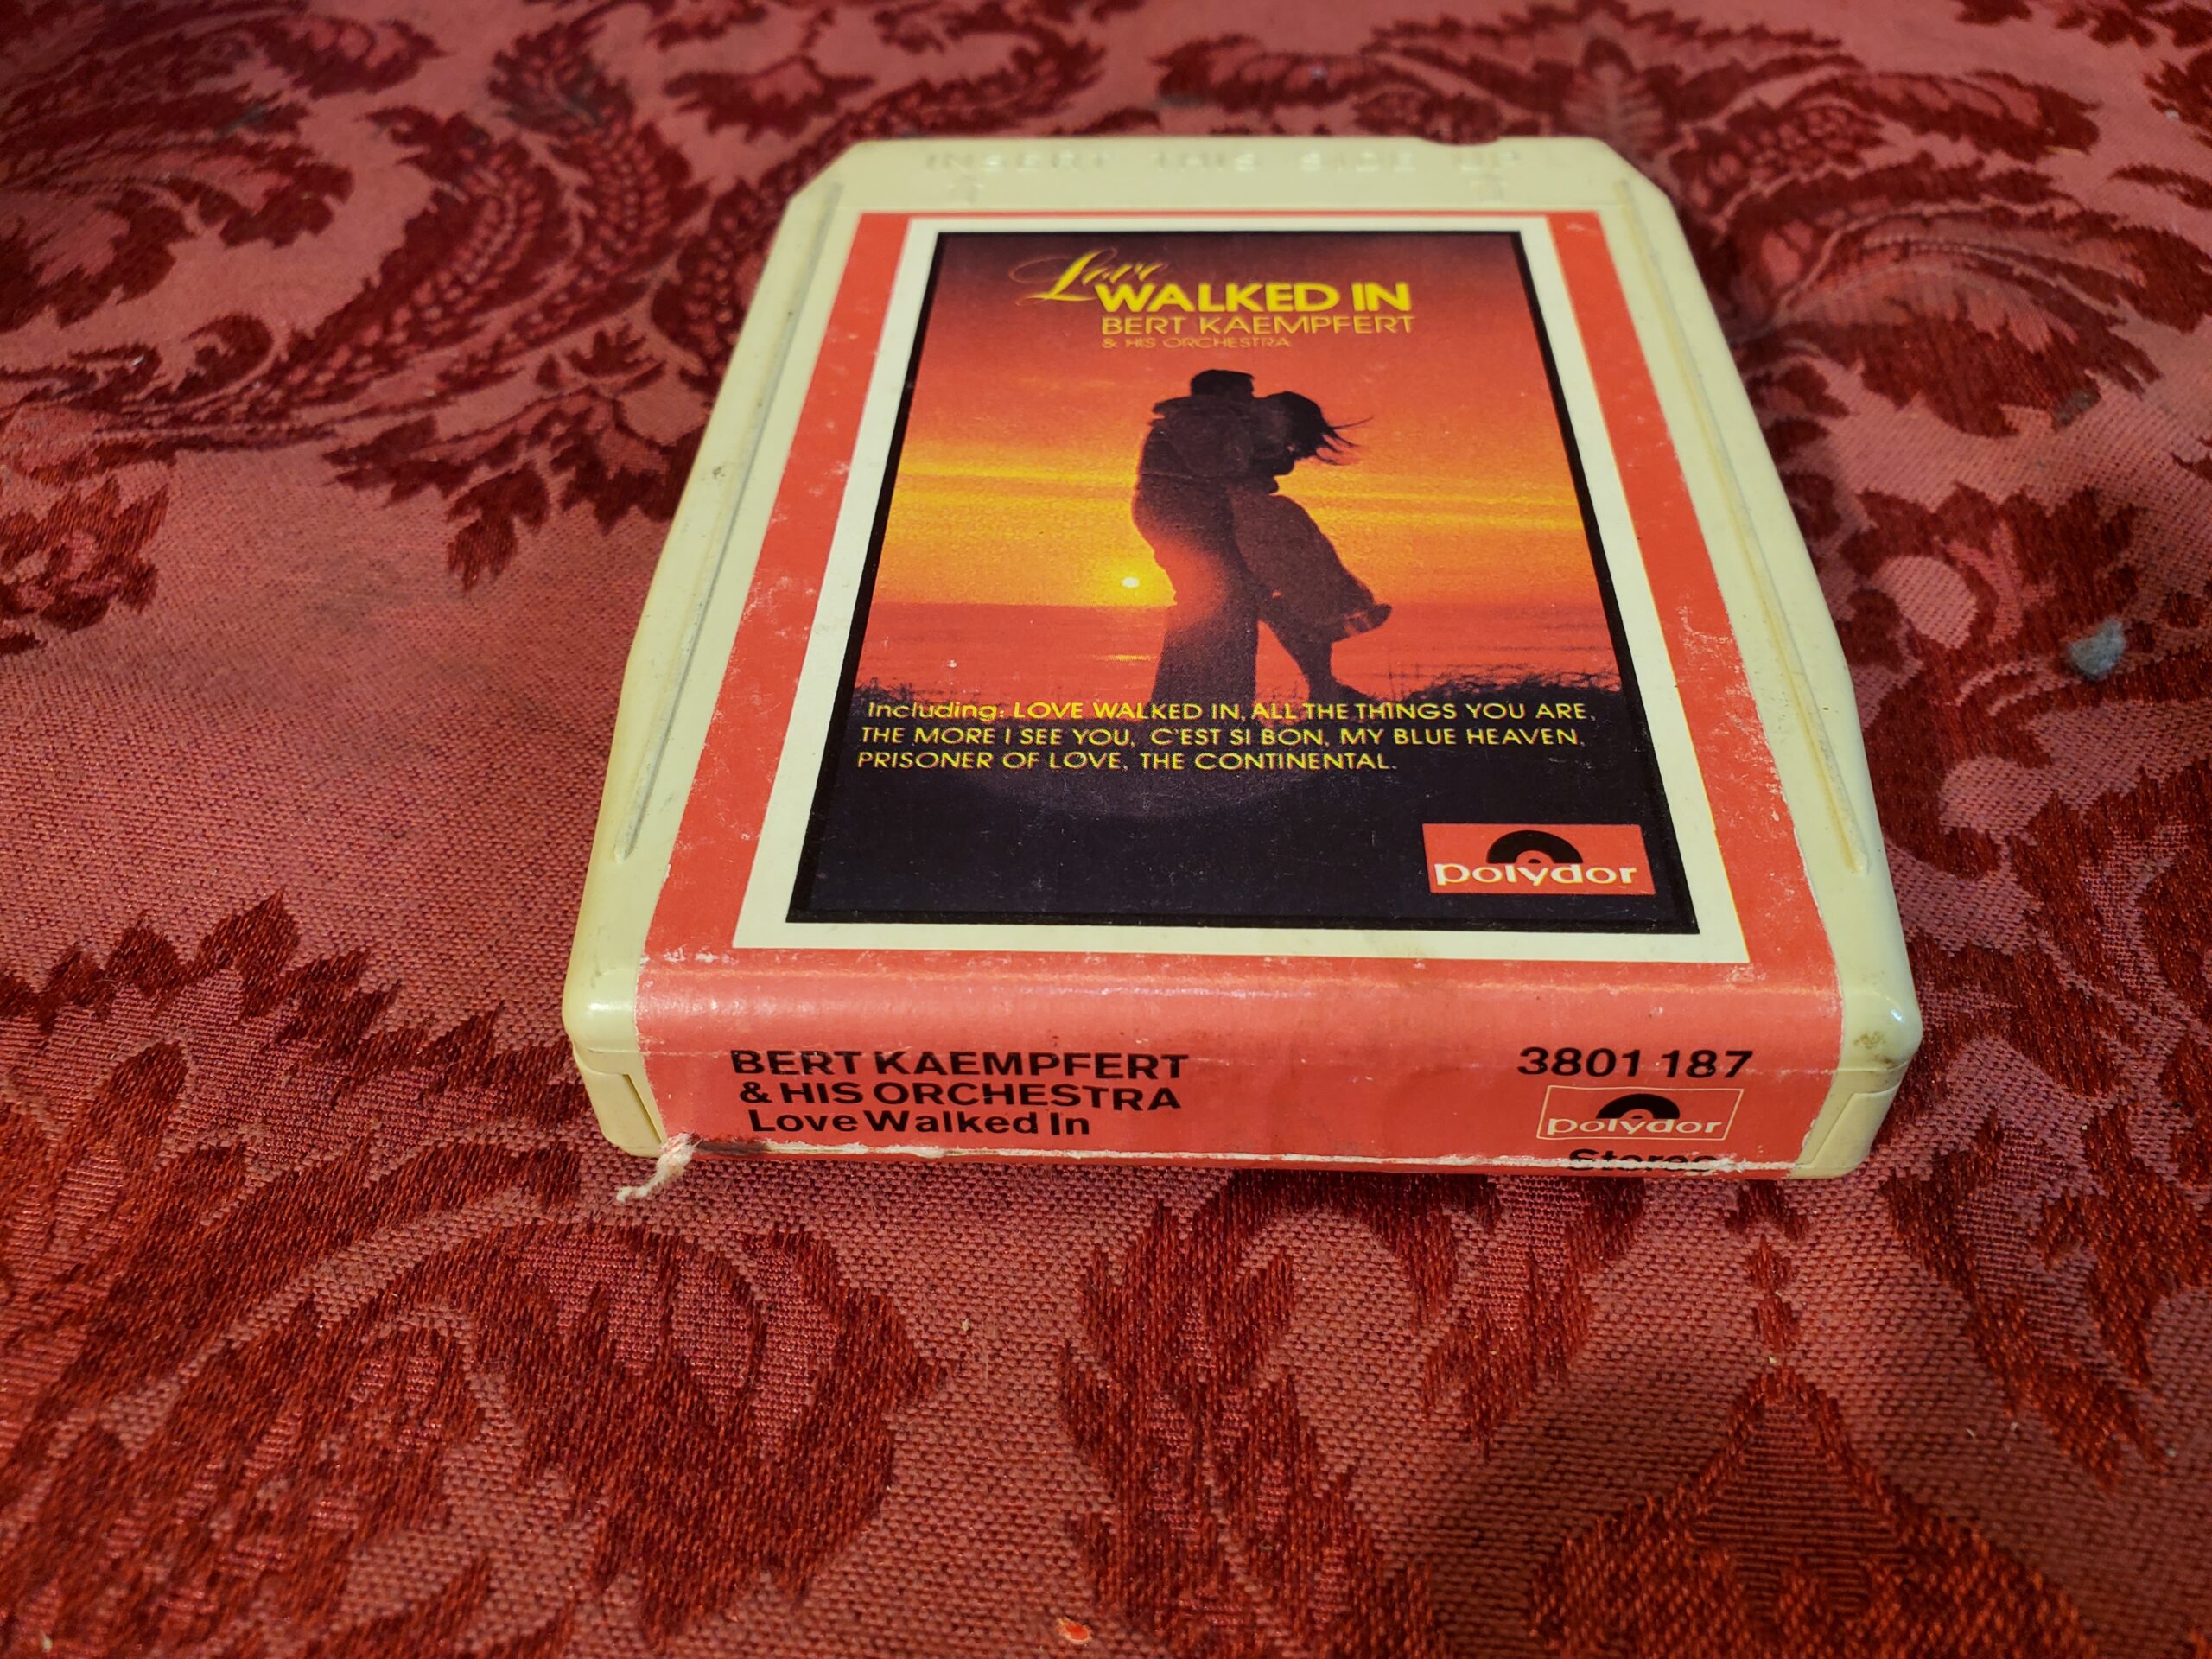 INSERT THIS SIDE UP
Love
WALKED IN
BERT KAEMPFERT
& HIS ORCHESTRA
Including: LOVE WALKED IN, ALL THE THINGS YOU ARE,
THE MORE I SEE YOU, C'EST SI BON, MY BLUE HEAVEN,
PRISONER OF LOVE, THE CONTINENTAL.
polydor
BERT KAEMPFERT
& HIS ORCHESTRA
Love Walked In
3801 187
polydor
Stereo